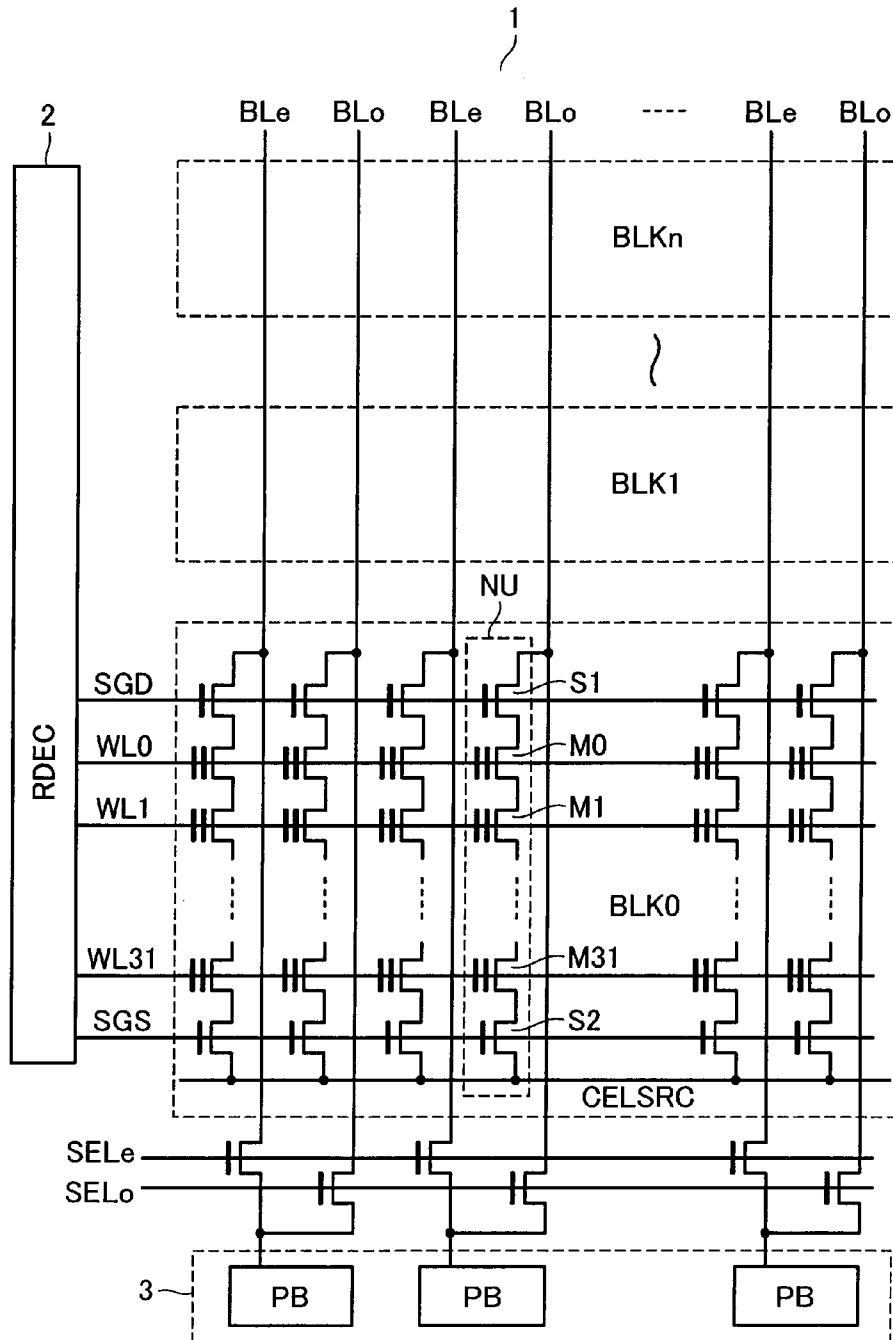 1
2
BLe BLo BLe BLo ---- BLe BLo
BLKn
BLK1
NU
RDEC
SGD S1
WL0 M0
WL1 M1
BLK0
WL31 M31
SGS S2
CELSRC
SELe
SELo
3 PB PB PB